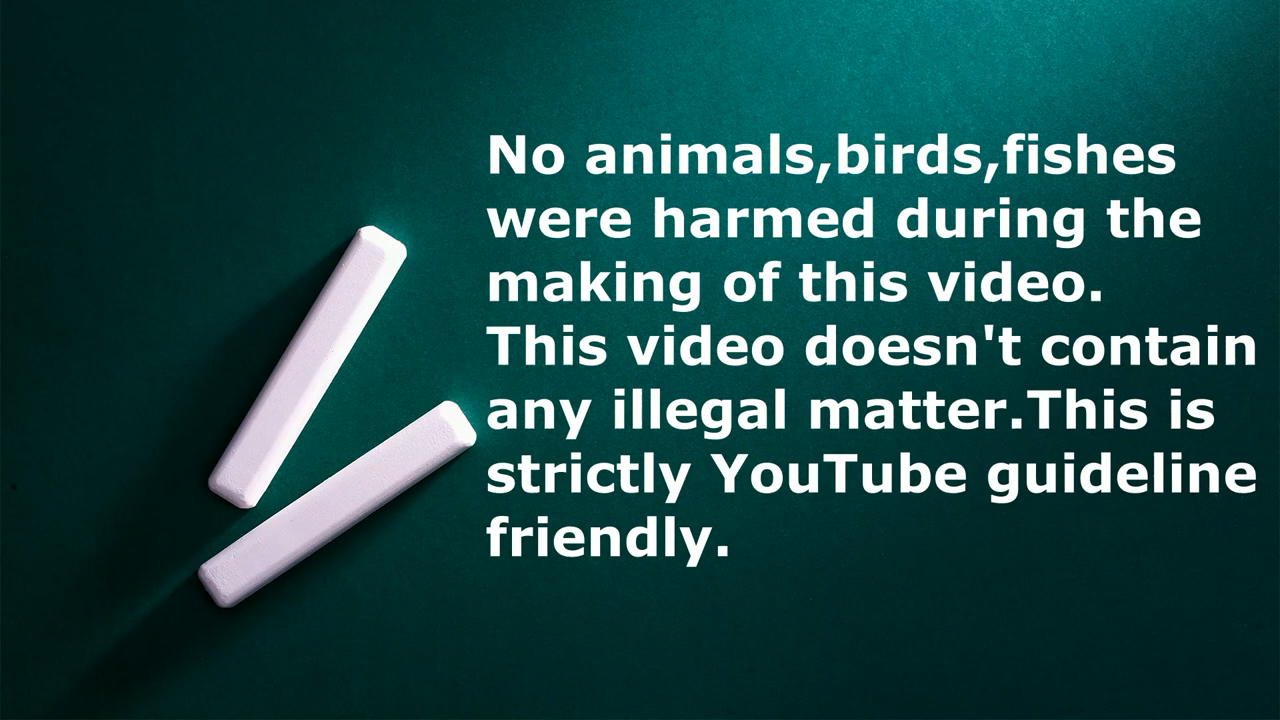 No animals,birds,fishes
were harmed during the
making of this video.
This video doesn't contain
any illegal matter.This is
strictly YouTube guideline
friendly.